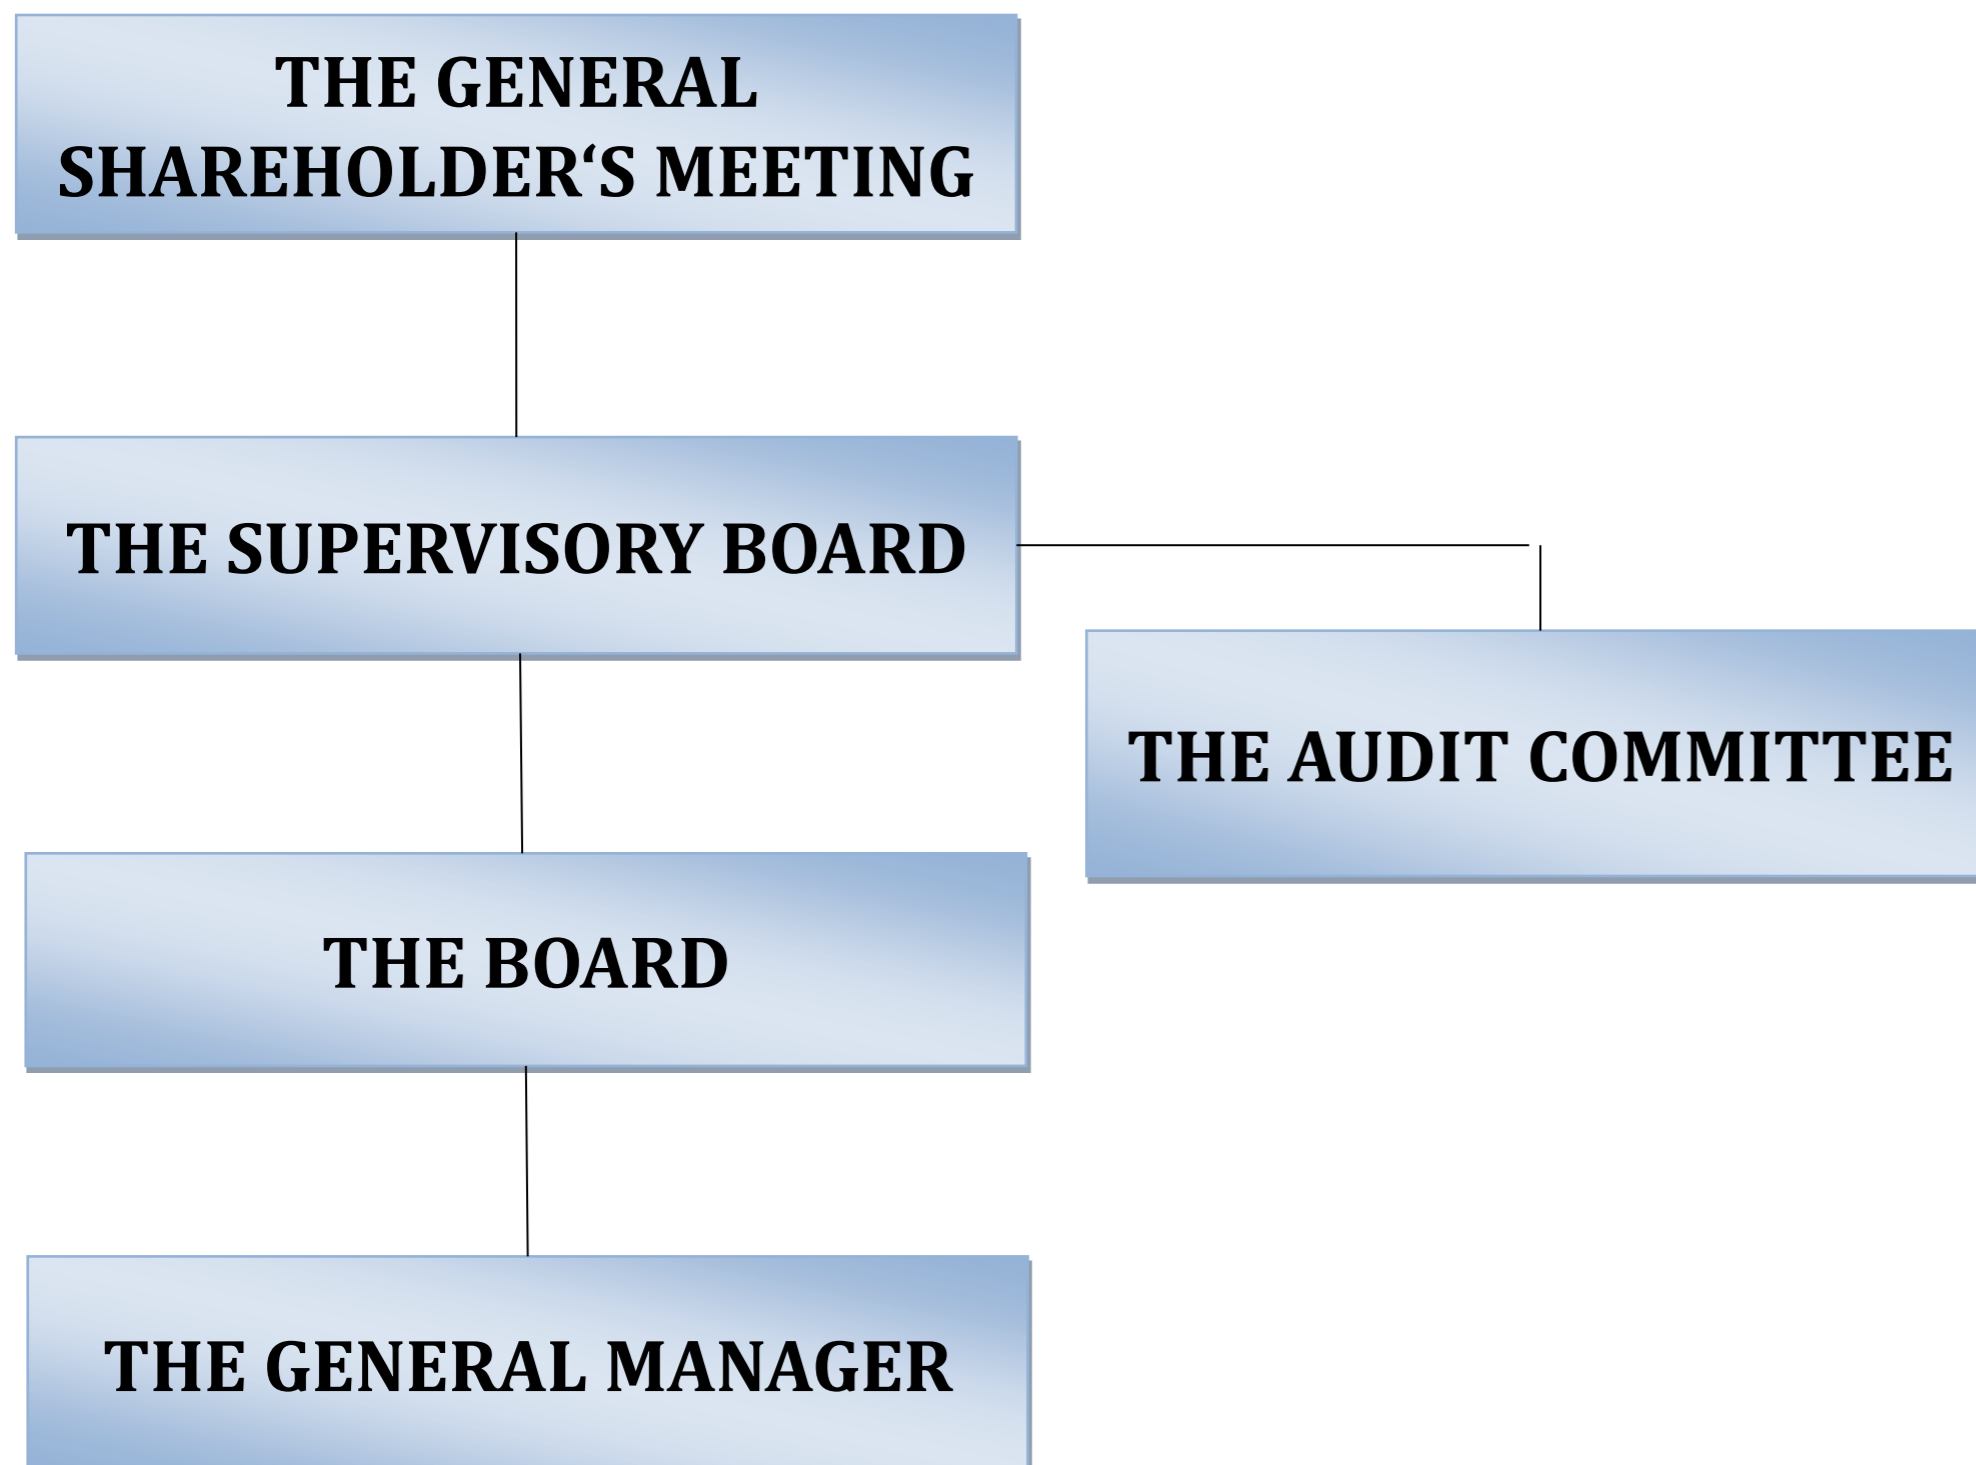 THE GENERAL
SHAREHOLDER‘S MEETING
THE SUPERVISORY BOARD
THE AUDIT COMMITTEE
THE BOARD
THE GENERAL MANAGER